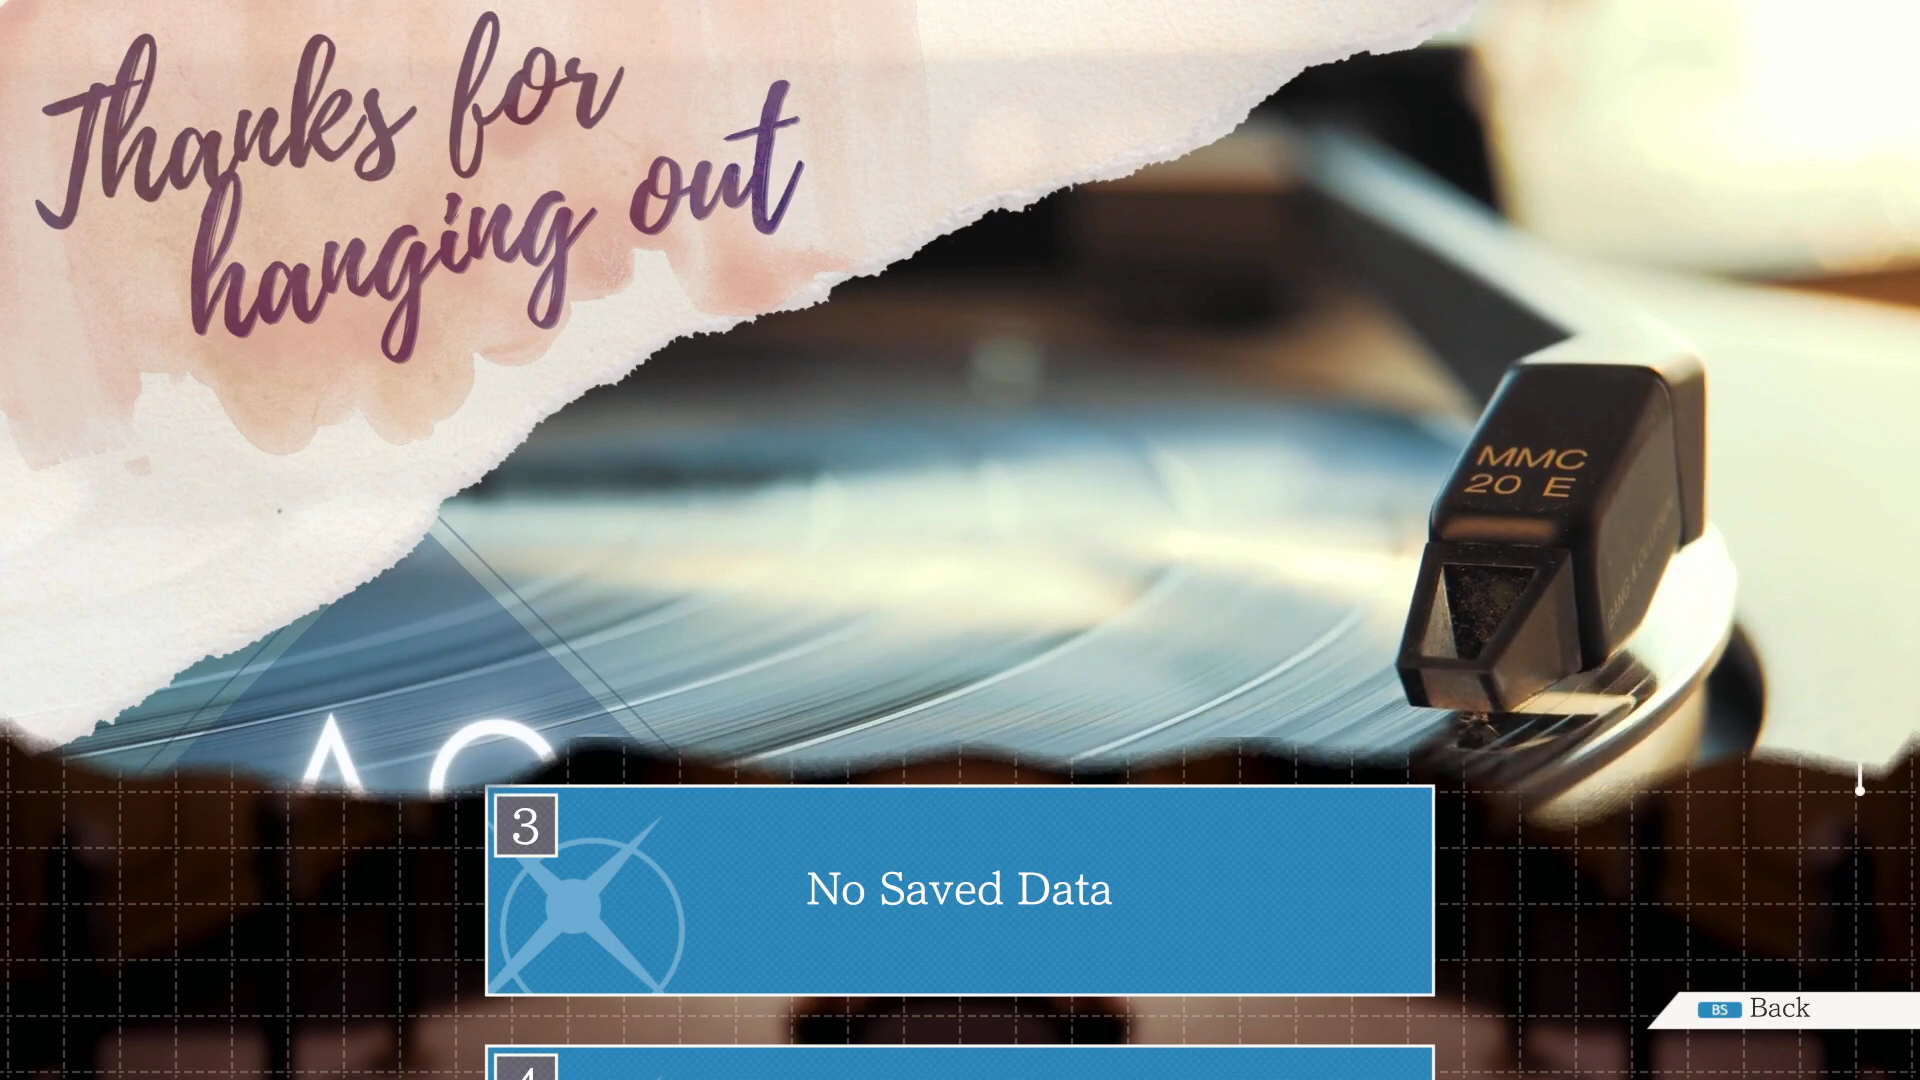 Thanks for
hanging out
MMC
20 E
3
No Saved Data
BS Back